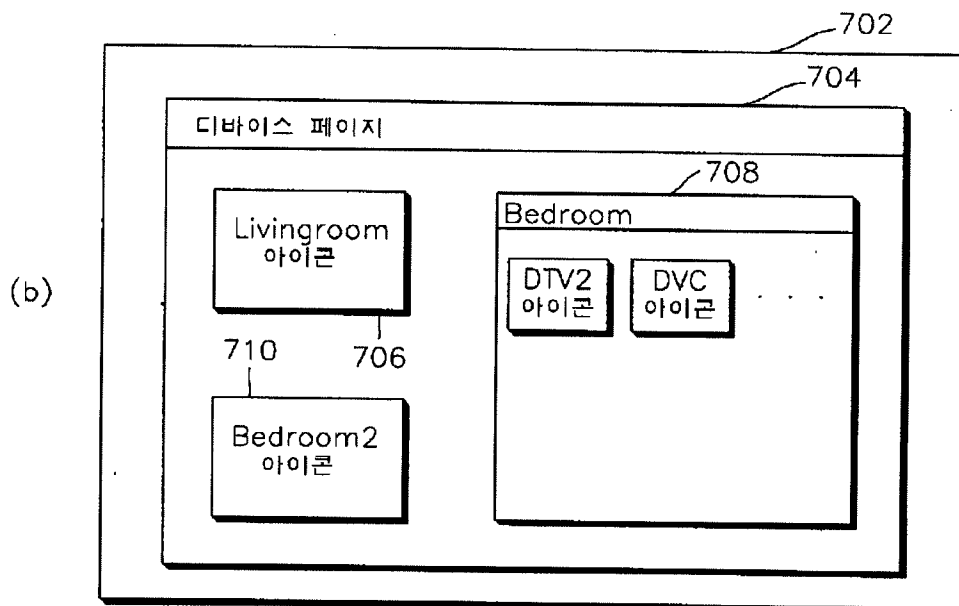 702
704
디바이스 페이지
708
Livingroom
아이콘
Bedroom
DTV2
아이콘
DVC
아이콘
. . . .
(b)
710
706
Bedroom2
아이콘